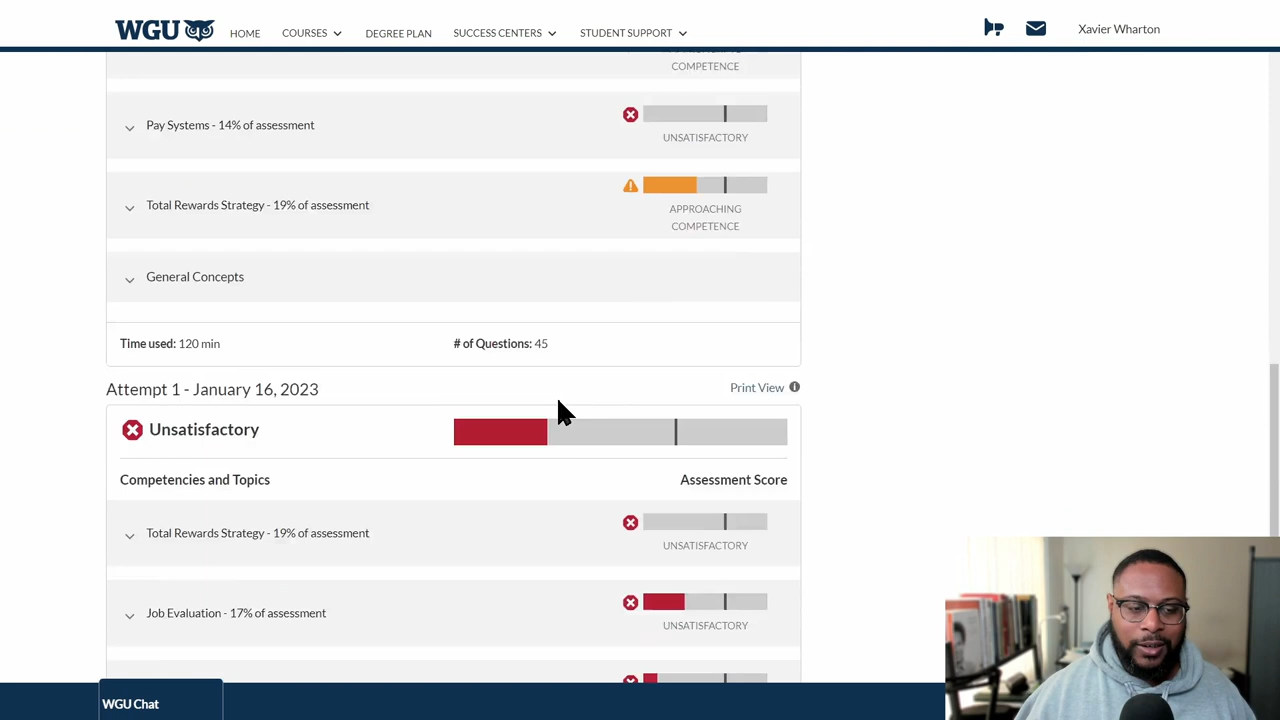 WGU HOME COURSES DEGREE PLAN SUCCESS CENTERS STUDENT SUPPORT Xavier Wharton
COMPETENCE
Pay Systems - 14% of assessment
UNSATISFACTORY
Total Rewards Strategy - 19% of assessment
APPROACHING
COMPETENCE
General Concepts
Time used: 120 min # of Questions: 45
Attempt 1 - January 16, 2023 Print View
Unsatisfactory
Competencies and Topics Assessment Score
Total Rewards Strategy - 19% of assessment
UNSATISFACTORY
Job Evaluation - 17% of assessment
UNSATISFACTORY
WGU Chat